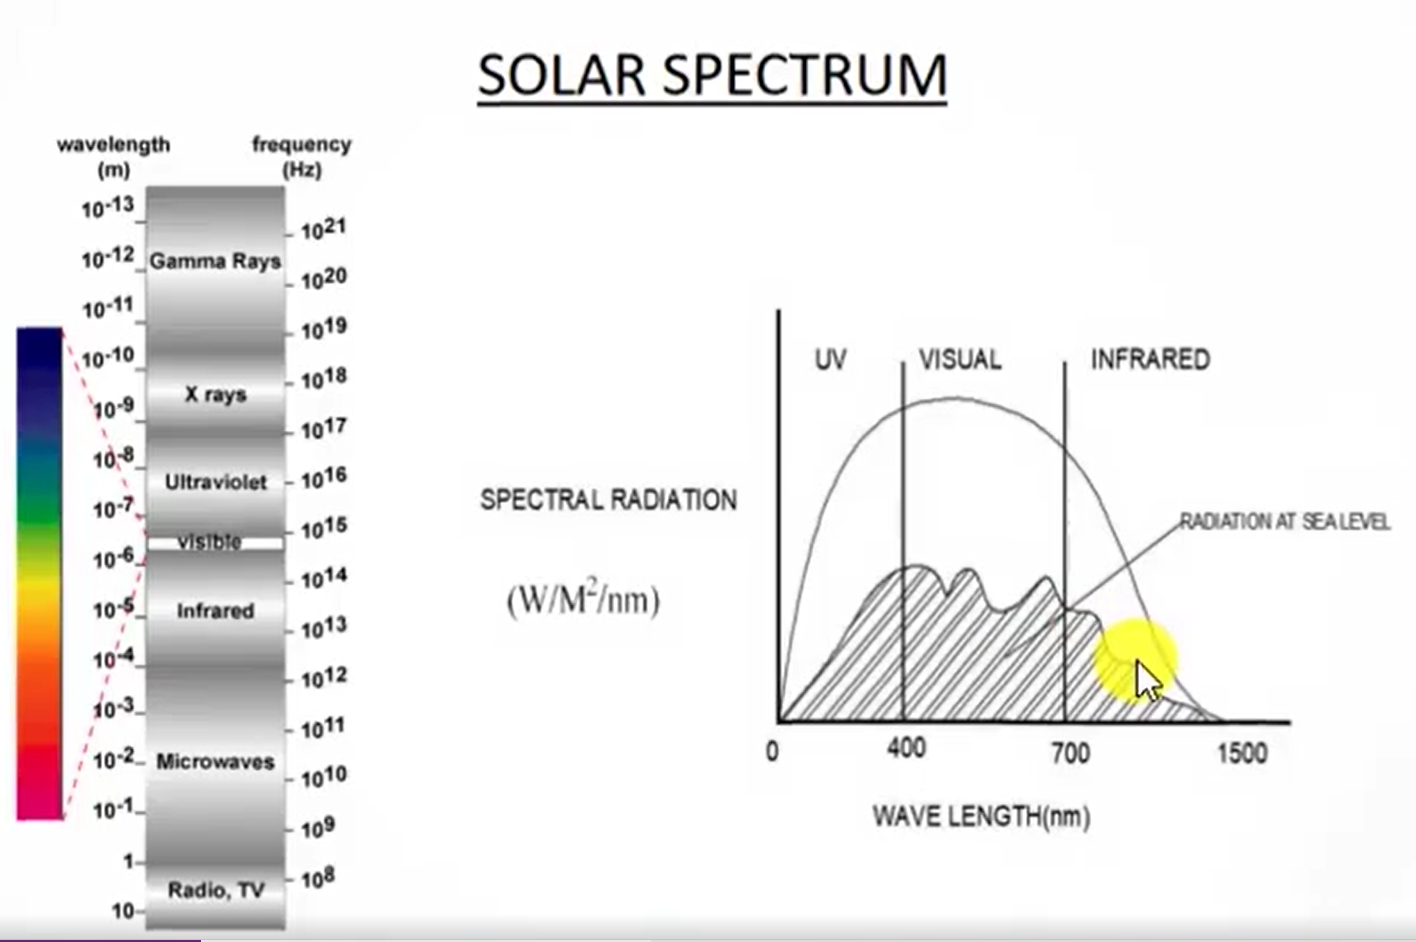 SOLAR SPECTRUM
wavelength
(m)
frequency
(Hz)
10-13
10-12
10-11
10-10
10-9
10-8
10-7
10-6
10-5
10-4
10-3
10-2
10-1
1
10
Gamma Rays
X rays
Ultraviolet
visible
Infrared
Microwaves
Radio, TV
1021
1020
1019
1018
1017
1016
1015
1014
1013
1012
1011
1010
109
108
SPECTRAL RADIATION
(W/M2/nm)
UV VISUAL INFRARED
RADIATION AT SEA LEVEL
0 400 700 1500
WAVE LENGTH(nm)